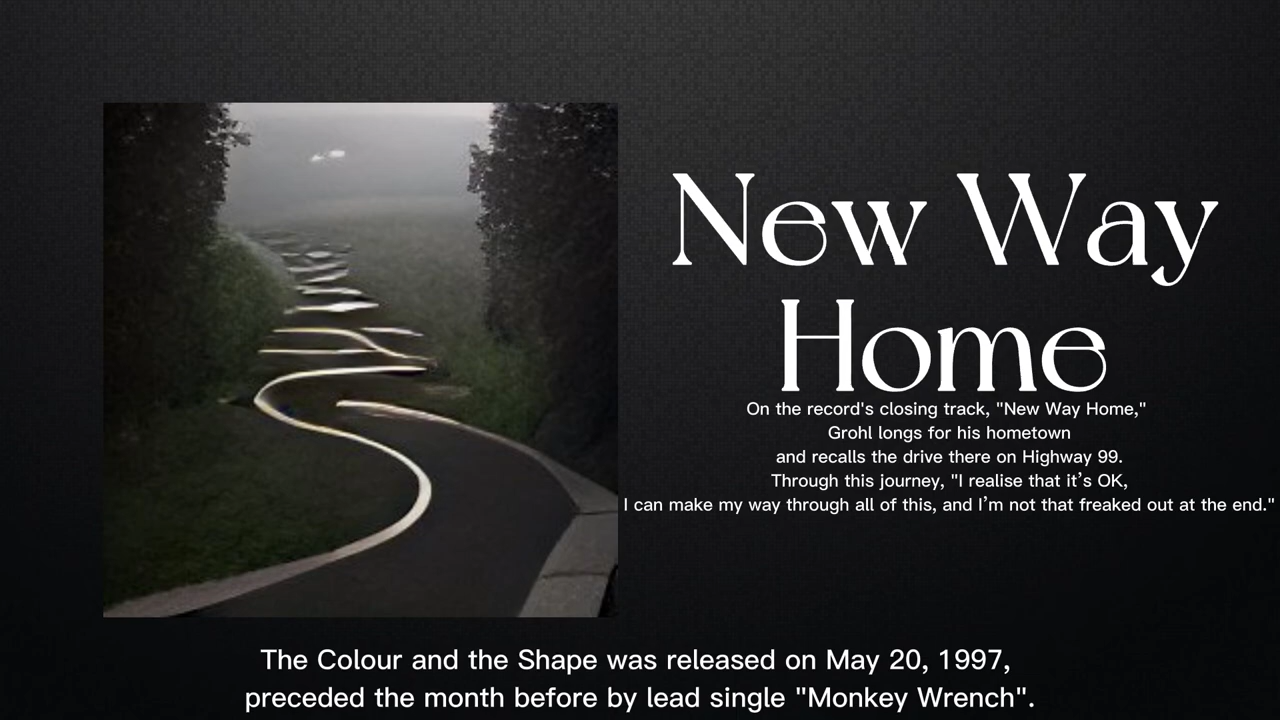 New Way
Home
On the record's closing track, "New Way Home,"
Grohl longs for his hometown
and recalls the drive there on Highway 99.
Through this journey, "I realise that it’s OK,
I can make my way through all of this, and I’m not that freaked out at the end."
The Colour and the Shape was released on May 20, 1997,
preceded the month before by lead single "Monkey Wrench".